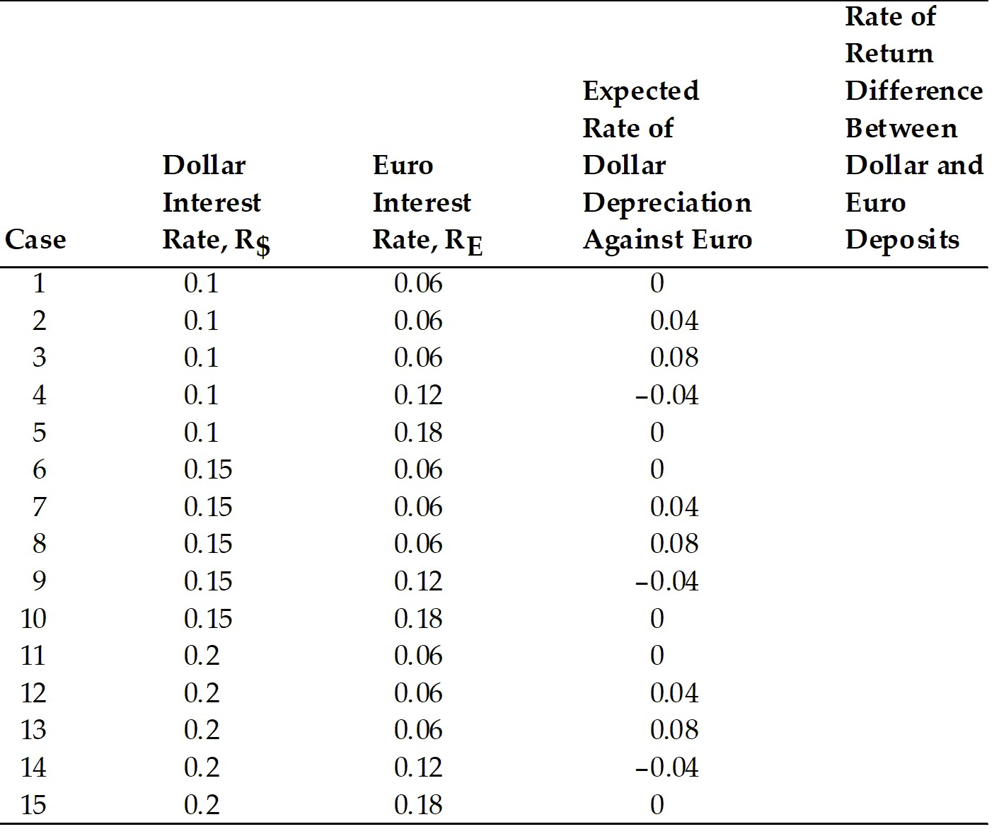 Rate of
Return
Expected Difference
Rate of Between
Dollar Euro Dollar Dollar and
Interest Interest Depreciation Euro
Case Rate, R$ Rate, RE Against Euro Deposits
1 0.1 0.06 0
2 0.1 0.06 0.04
3 0.1 0.06 0.08
4 0.1 0.12 –0.04
5 0.1 0.18 0
6 0.15 0.06 0
7 0.15 0.06 0.04
8 0.15 0.06 0.08
9 0.15 0.12 –0.04
10 0.15 0.18 0
11 0.2 0.06 0
12 0.2 0.06 0.04
13 0.2 0.06 0.08
14 0.2 0.12 –0.04
15 0.2 0.18 0